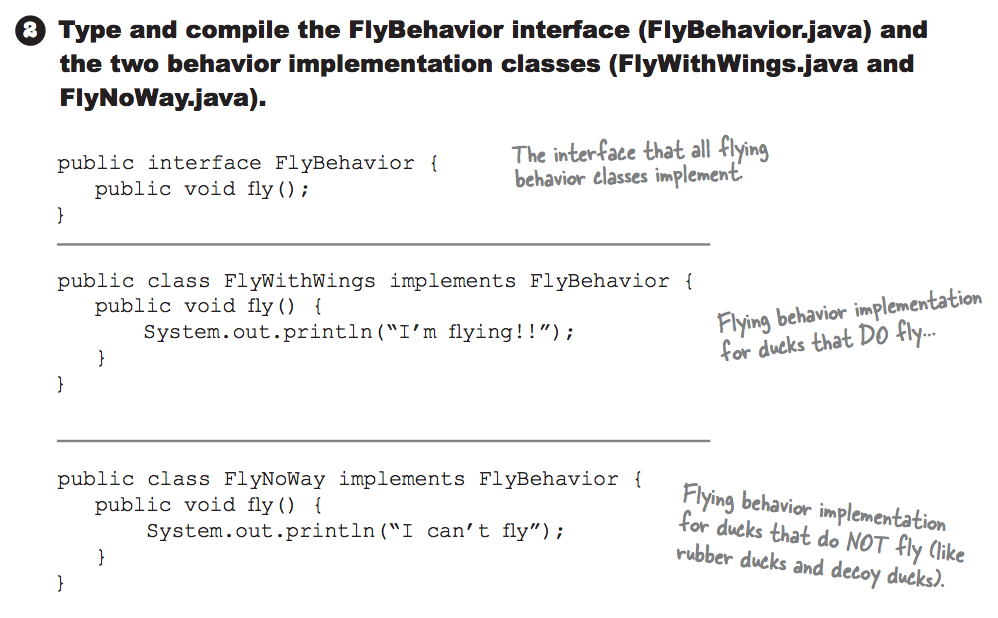 2 Type and compile the FlyBehavior interface (FlyBehavior.java) and
the two behavior implementation classes (FlyWithWings.java and
FlyNoWay.java).
public interface FlyBehavior {
public void fly();
}
The interface that all flying
behavior classes implement.
public class FlyWithWings implements FlyBehavior {
public void fly() {
System.out.println(“I’m flying!!”);
}
}
Flying behavior implementation
for ducks that DO fly...
public class FlyNoWay implements FlyBehavior {
public void fly() {
System.out.println(“I can’t fly”);
}
}
Flying behavior implementation
for ducks that do NOT fly (like
rubber ducks and decoy ducks).